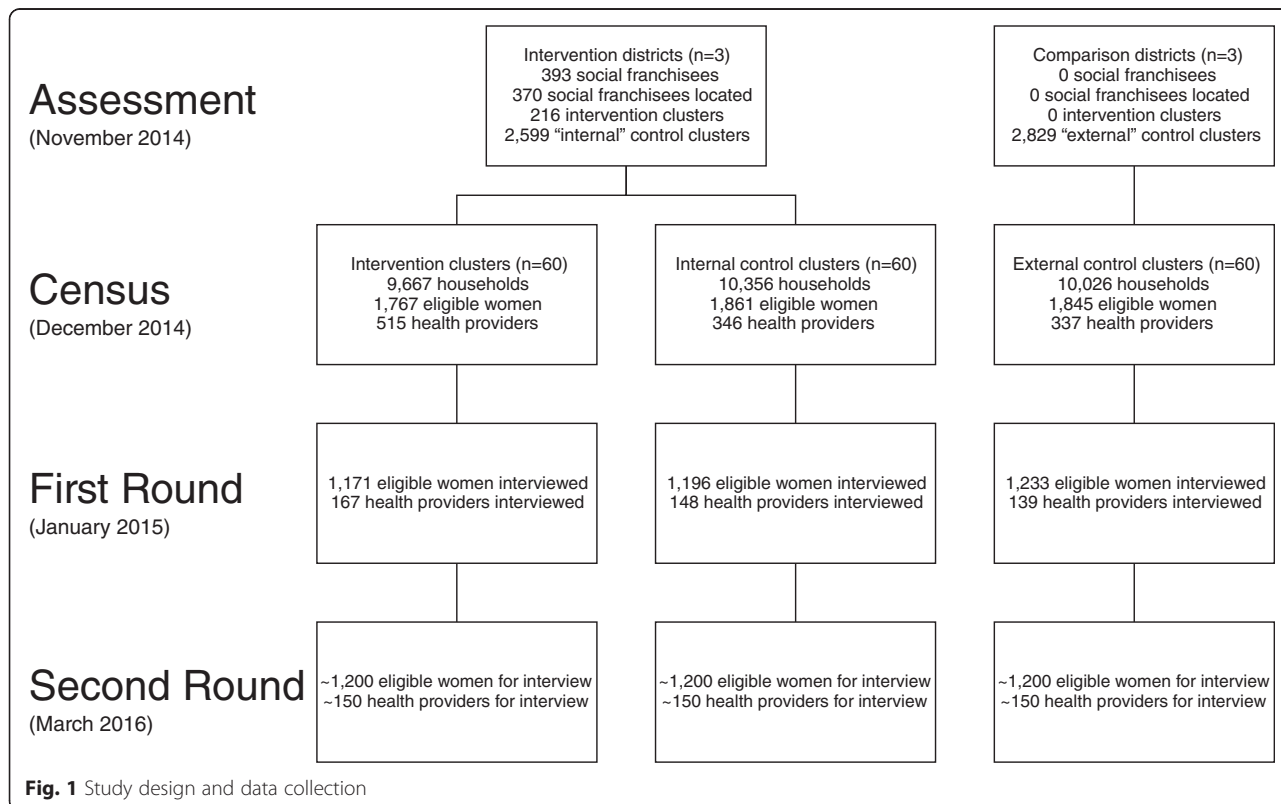 Assessment
(November 2014)
Intervention districts (n=3)
393 social franchisees
370 social franchisees located
216 intervention clusters
2,599 “internal” control clusters
Comparison districts (n=3)
0 social franchisees
0 social franchisees located
0 intervention clusters
2,829 “external” control clusters
Census
(December 2014)
Intervention clusters (n=60)
9,667 households
1,767 eligible women
515 health providers
Internal control clusters (n=60)
10,356 households
1,861 eligible women
346 health providers
External control clusters (n=60)
10,026 households
1,845 eligible women
337 health providers
First Round
(January 2015)
1,171 eligible women interviewed
167 health providers interviewed
1,196 eligible women interviewed
148 health providers interviewed
1,233 eligible women interviewed
139 health providers interviewed
Second Round
(March 2016)
~1,200 eligible women for interview
~150 health providers for interview
~1,200 eligible women for interview
~150 health providers for interview
~1,200 eligible women for interview
~150 health providers for interview
Fig. 1 Study design and data collection